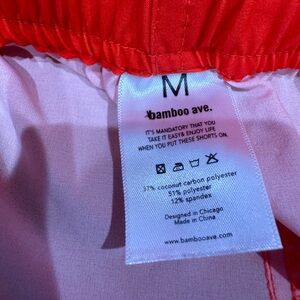 M
bamboo ave.
IT'S MANDATORY THAT YOU
TAKE IT EASY& ENJOY LIFE
WHEN YOU PUT THESE SHORTS ON.
37% coconut carbon polyester
51% polyester
12% spandex
Designed in Chicago
Made in China
www.bambooave.com